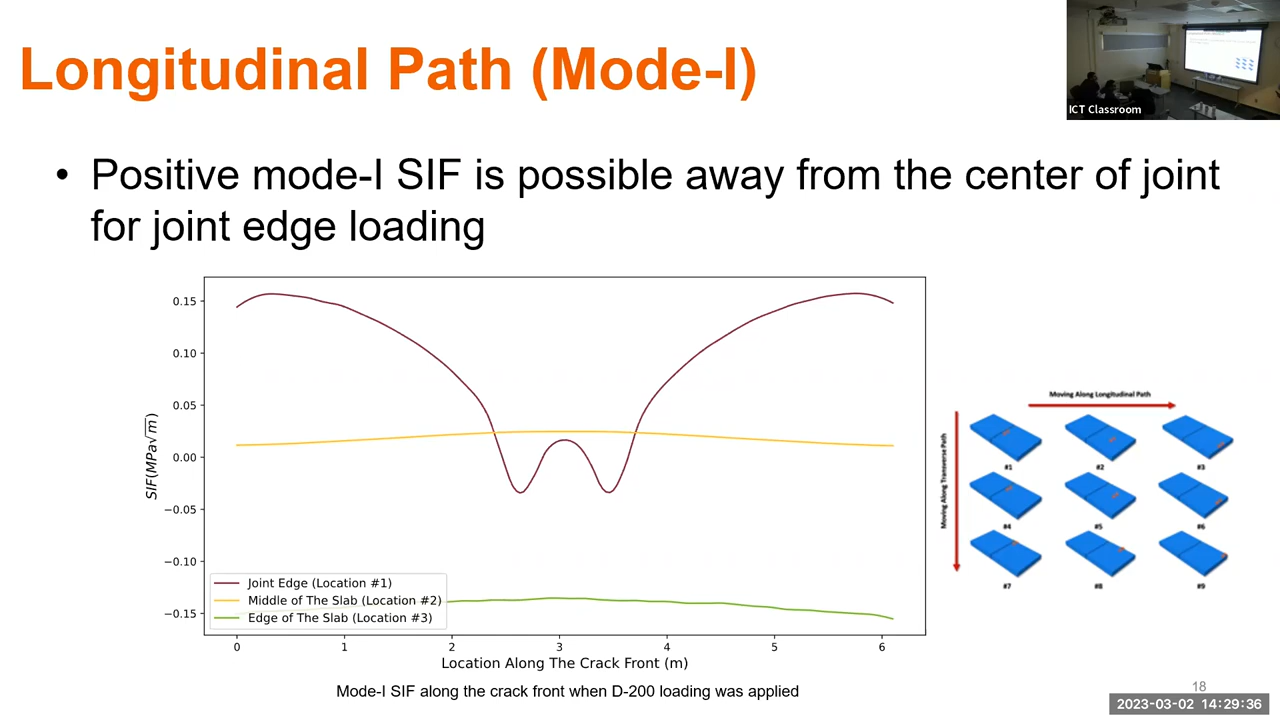 Longitudinal Path (Mode-I)
ICT Classroom
• Positive mode-I SIF is possible away from the center of joint
for joint edge loading
0.15
0.10
0.05
0.00
−0.05
−0.10
−0.15
SIF(MPa√m)
Joint Edge (Location #1)
Middle of The Slab (Location #2)
Edge of The Slab (Location #3)
0 1 2 3 4 5 6
Location Along The Crack Front (m)
Mode-I SIF along the crack front when D-200 loading was applied
Moving Along Longitudinal Path
Moving Along Transverse Path
#1 #2 #3
#4 #5 #6
#7 #8 #9
18
2023-03-02 14:29:36